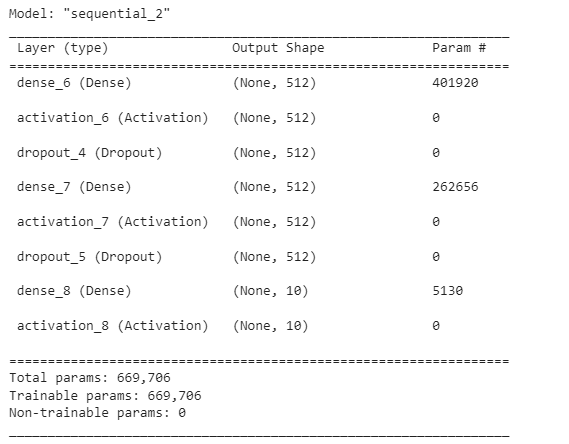 Model: "sequential_2"
_________________________________________________________________
Layer (type) Output Shape Param #
=================================================================
dense_6 (Dense) (None, 512) 401920
activation_6 (Activation) (None, 512) 0
dropout_4 (Dropout) (None, 512) 0
dense_7 (Dense) (None, 512) 262656
activation_7 (Activation) (None, 512) 0
dropout_5 (Dropout) (None, 512) 0
dense_8 (Dense) (None, 10) 5130
activation_8 (Activation) (None, 10) 0
=================================================================
Total params: 669,706
Trainable params: 669,706
Non-trainable params: 0
_________________________________________________________________